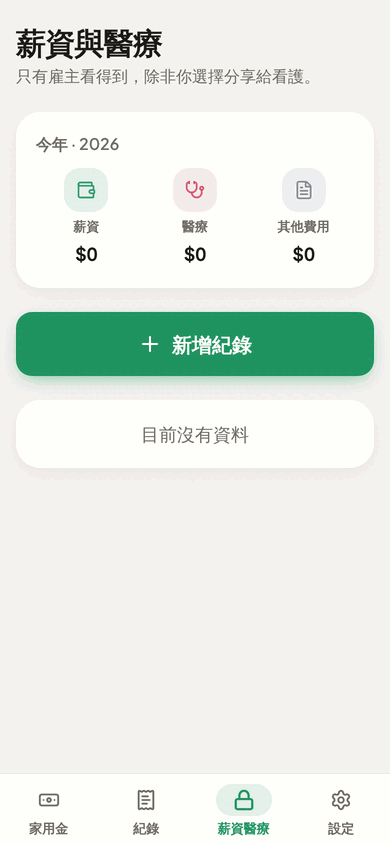 薪資與醫療
只有雇主看得到，除非你選擇分享給看護。
今年 · 2026
薪資 醫療 其他費用
$0 $0 $0
新增紀錄
目前沒有資料
家用金 紀錄 薪資醫療 設定